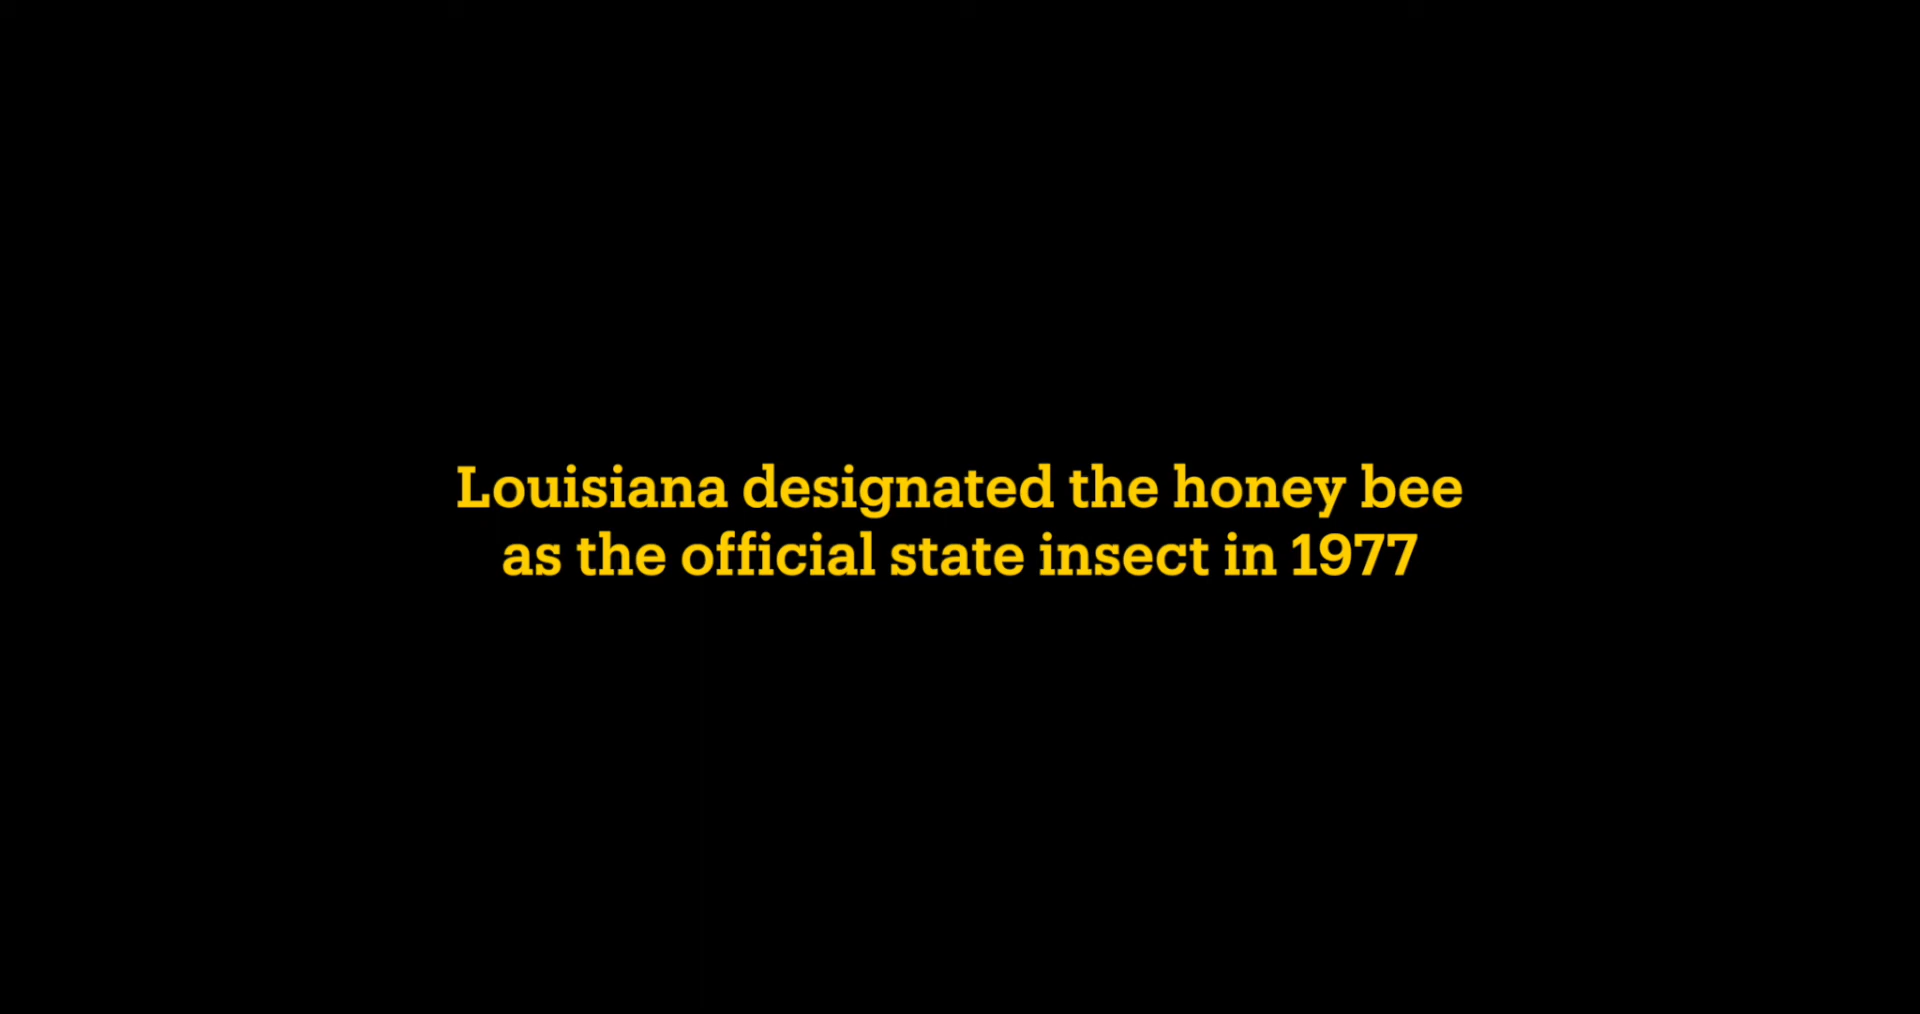 Louisiana designated the honey bee
as the official state insect in 1977